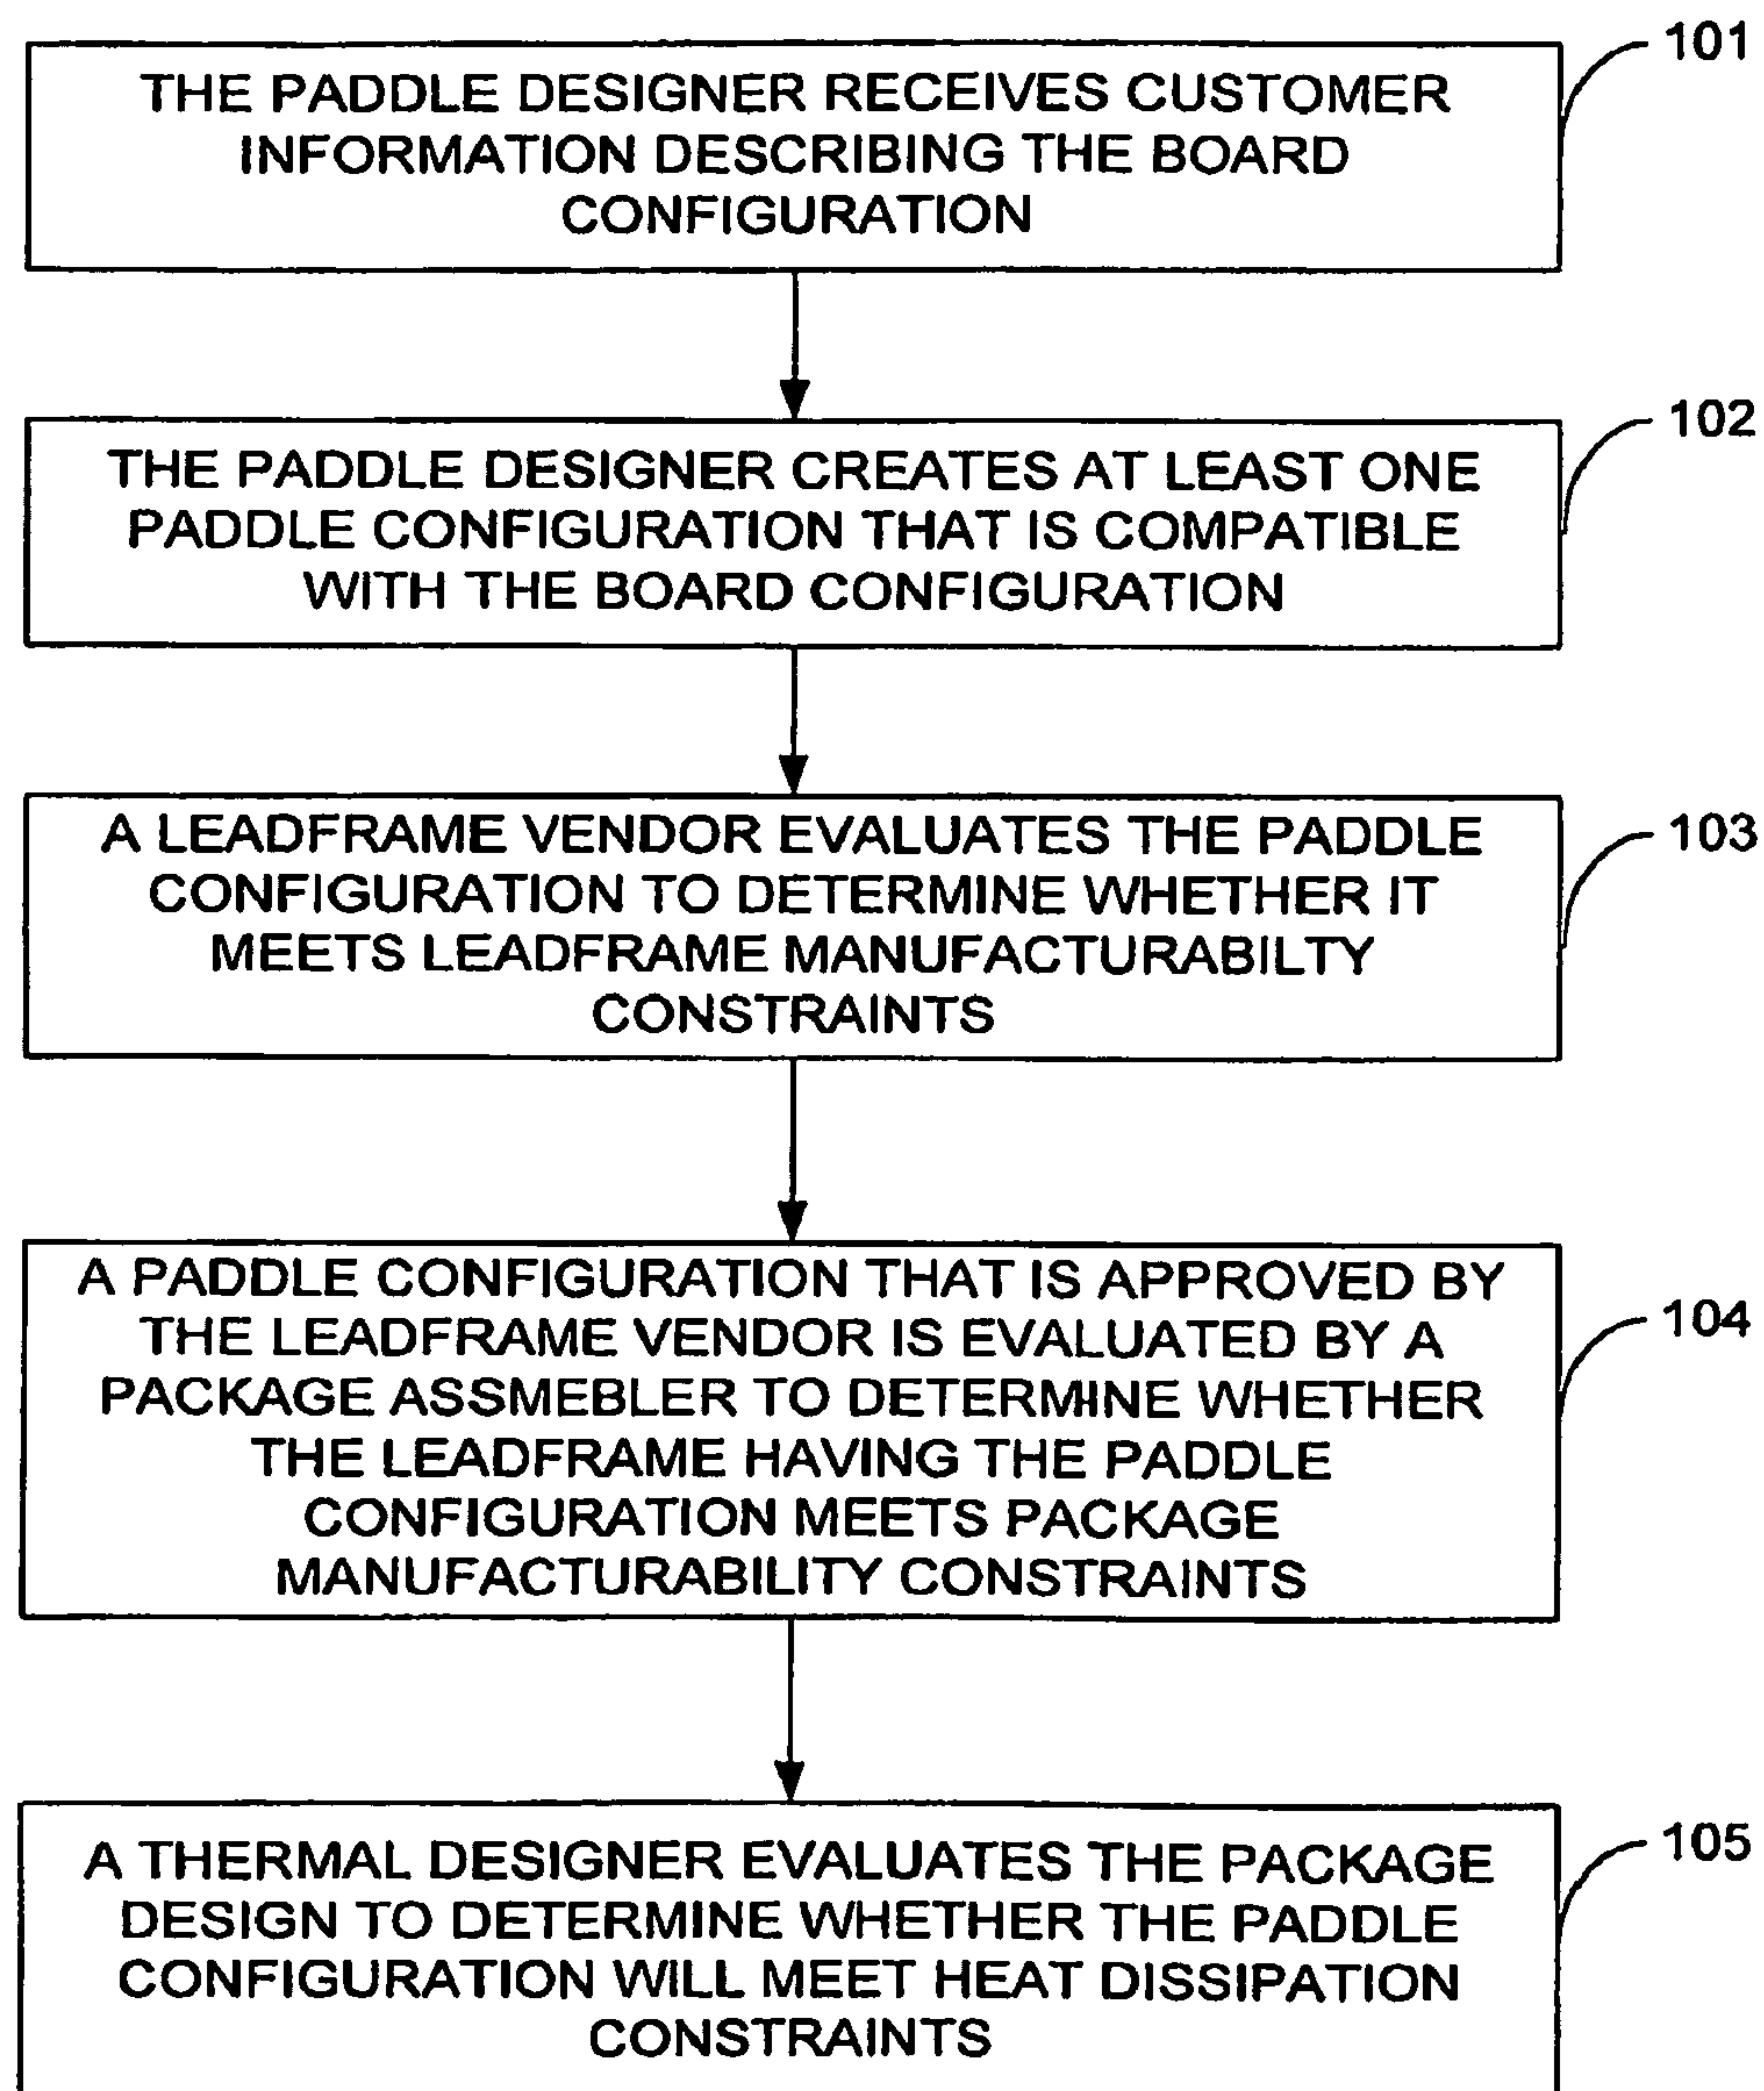 101
THE PADDLE DESIGNER RECEIVES CUSTOMER
INFORMATION DESCRIBING THE BOARD
CONFIGURATION
102
THE PADDLE DESIGNER CREATES AT LEAST ONE
PADDLE CONFIGURATION THAT IS COMPATIBLE
WITH THE BOARD CONFIGURATION
103
A LEADFRAME VENDOR EVALUATES THE PADDLE
CONFIGURATION TO DETERMINE WHETHER IT
MEETS LEADFRAME MANUFACTURABILTY
CONSTRAINTS
104
A PADDLE CONFIGURATION THAT IS APPROVED BY
THE LEADFRAME VENDOR IS EVALUATED BY A
PACKAGE ASSMEBLER TO DETERMINE WHETHER
THE LEADFRAME HAVING THE PADDLE
CONFIGURATION MEETS PACKAGE
MANUFACTURABILITY CONSTRAINTS
105
A THERMAL DESIGNER EVALUATES THE PACKAGE
DESIGN TO DETERMINE WHETHER THE PADDLE
CONFIGURATION WILL MEET HEAT DISSIPATION
CONSTRAINTS